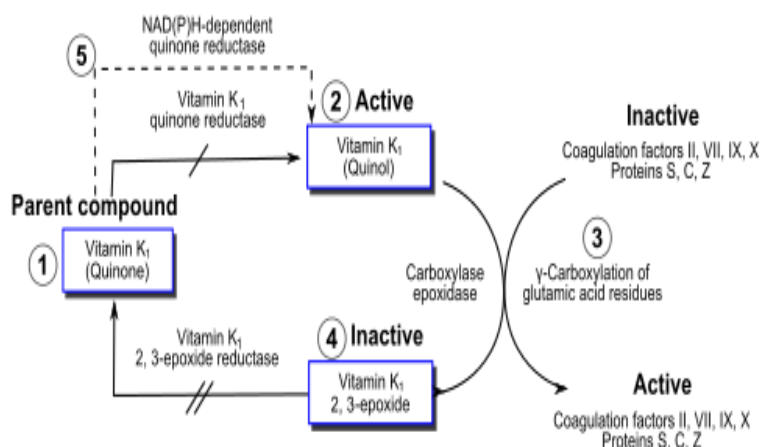 NAD(P)H-dependent
quinone reductase
5
2 Active
Vitamin K1
quinone reductase
Vitamin K1
(Quinol)
Inactive
Coagulation factors II, VII, IX, X
Proteins S, C, Z
Parent compound
1
Vitamin K1
(Quinone)
3
Carboxylase
epoxidase
γ-Carboxylation of
glutamic acid residues
4 Inactive
Vitamin K1
2, 3-epoxide reductase
Vitamin K1
2, 3-epoxide
Active
Coagulation factors II, VII, IX, X
Proteins S, C, Z